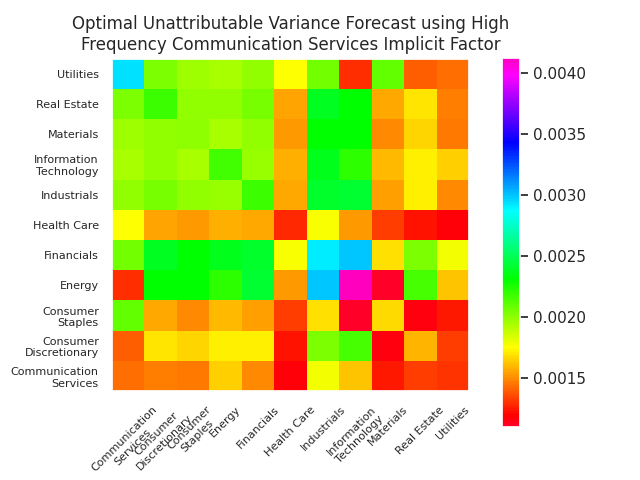 Optimal Unattributable Variance Forecast using High
Frequency Communication Services Implicit Factor
Utilities
Real Estate
Materials
Information
Technology
Industrials
Health Care
Financials
Energy
Consumer
Staples
Consumer
Discretionary
Communication
Services
0.0040
0.0035
0.0030
0.0025
0.0020
0.0015
Communication
Services
Consumer
Discretionary
Consumer
Staples
Energy
Financials
Health Care
Industrials
Information
Technology
Materials
Real Estate
Utilities